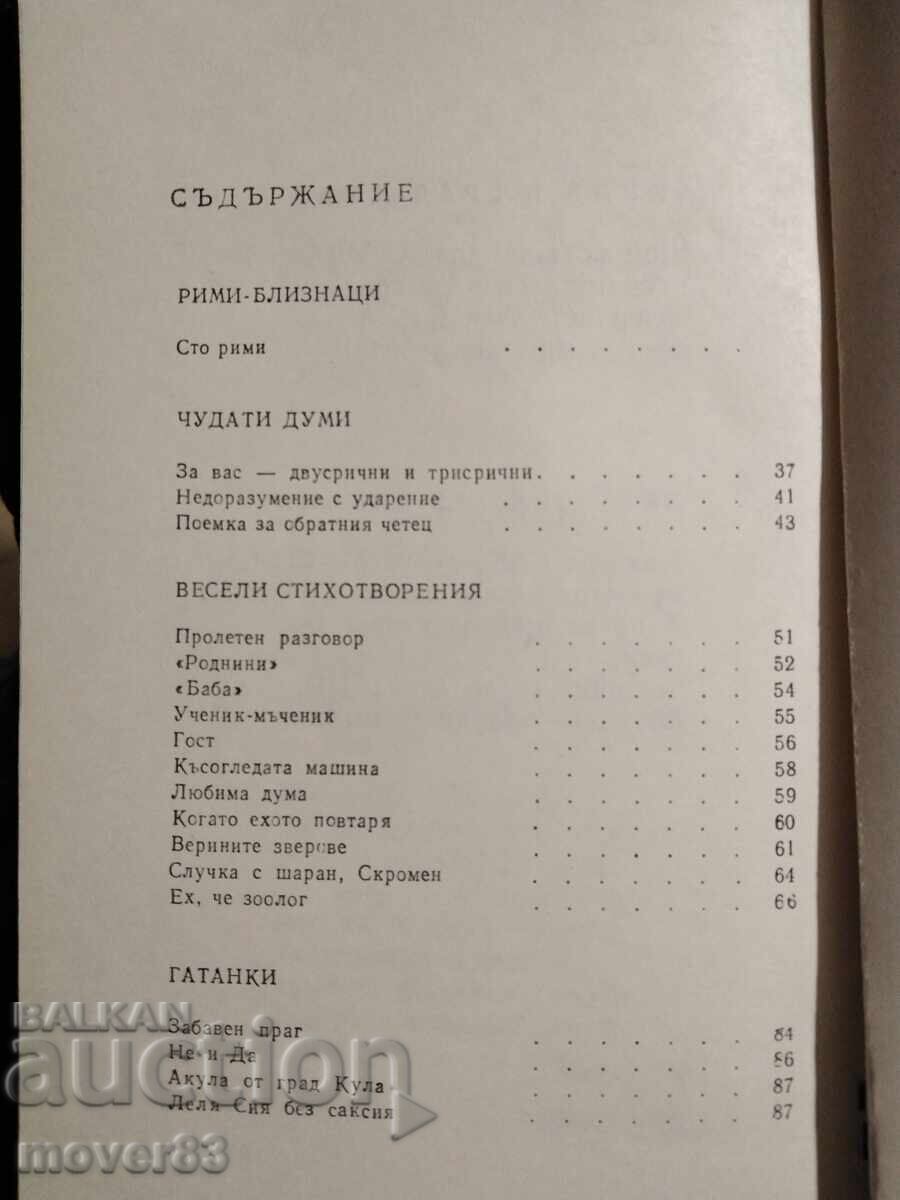 СЪДЪРЖАНИЕ
РИМИ-БЛИЗНАЦИ
Сто рими . . . . . . . .
ЧУДАТИ ДУМИ
За вас — двусрични и трисрични. . . . . . . 37
Недоразумение с ударение . . . . . . . . 41
Поемка за обратния четец . . . . . . . . 43
ВЕСЕЛИ СТИХОТВОРЕНИЯ
Пролетен разговор . . . . . . . 51
«Роднини» . . . . . . . 52
«Баба» . . . . . . . 54
Ученик-мъченик . . . . . . . 55
Гост . . . . . . . 56
Късогледата машина . . . . . . . 58
Любима дума . . . . . . . 59
Когато ехото повтаря . . . . . . . 60
Верините зверове . . . . . . . 61
Случка с шаран, Скромен . . . . . . . 64
Ех, че зоолог . . . . . . . 66
ГАТАНКИ
Забавен праг . . . . . . . 84
Не и Да . . . . . . . 86
Акула от град Кула . . . . . . . 87
Леля Сия без саксия . . . . . . . 87
BALKAN
auction
mover83